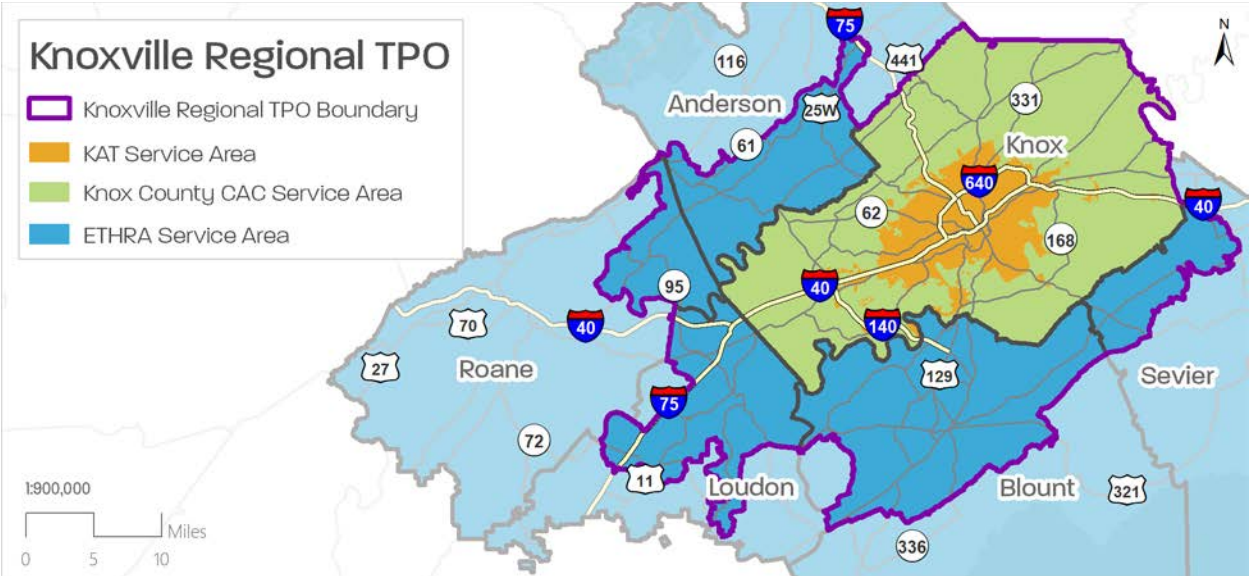 Knoxville Regional TPO
Knoxville Regional TPO Boundary
KAT Service Area
Knox County CAC Service Area
ETHRA Service Area
75
N
441
116
Anderson
25W
331
61
Knox
640
40
62
168
95
40
140
70
40
27
Roane
129
Sevier
75
72
11
Loudon
Blount
321
336
1:900,000
Miles
0 5 10